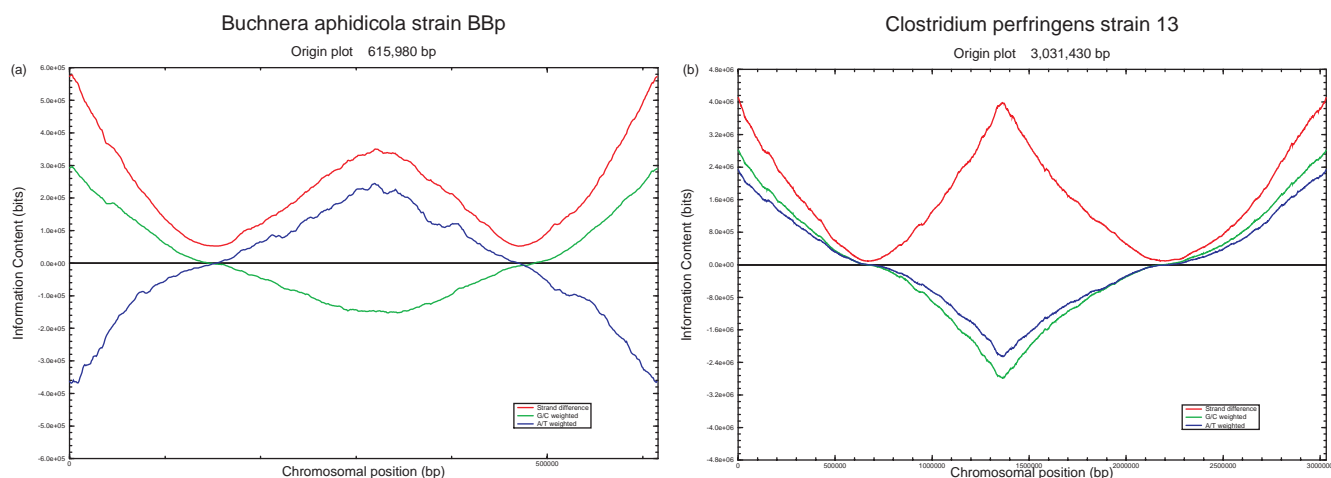 Buchnera aphidicola strain BBp
Origin plot 615,980 bp
(a)
6.0e+05
5.0e+05
4.0e+05
3.0e+05
2.0e+05
1.0e+05
0.0e+00
-1.0e+05
-2.0e+05
-3.0e+05
-4.0e+05
-5.0e+05
-6.0e+05
Information Content (bits)
Strand difference
G/C weighted
A/T weighted
0
500000
Chromosomal position (bp)
Clostridium perfringens strain 13
Origin plot 3,031,430 bp
(b)
4.8e+06
4.0e+06
3.2e+06
2.4e+06
1.6e+06
8.0e+05
0.0e+00
-8.0e+05
-1.6e+06
-2.4e+06
-3.2e+06
-4.0e+06
-4.8e+06
Information Content (bits)
Strand difference
G/C weighted
A/T weighted
0
500000
1000000
1500000
2000000
2500000
3000000
Chromosomal position (bp)